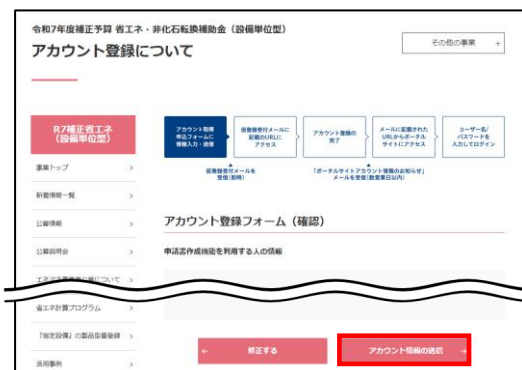 令和7年度補正予算 省エネ・非化石転換補助金（設備単位型）
アカウント登録について
その他の事業 +
R7補正省エネ
（設備単位型）
事業トップ >
新着情報一覧 >
公募情報 >
公募説明会 >
エネマネ事業者公募について >
省エネ計算プログラム >
「指定設備」の製品型番登録 >
活用事例 >
アカウント取得
申込フォームに
情報入力・送信
仮登録受付メールに
記載のURLに
アクセス
アカウント登録の
完了
メールに記載された
URLからポータル
サイトにアクセス
ユーザー名/
パスワードを
入力してログイン
仮登録受付メールを
受信(即時)
「ポータルサイトアカウント情報のお知らせ」
メールを受信(数営業日以内)
アカウント登録フォーム（確認）
申請書作成機能を利用する人の情報
← 修正する
アカウント情報の送信 →